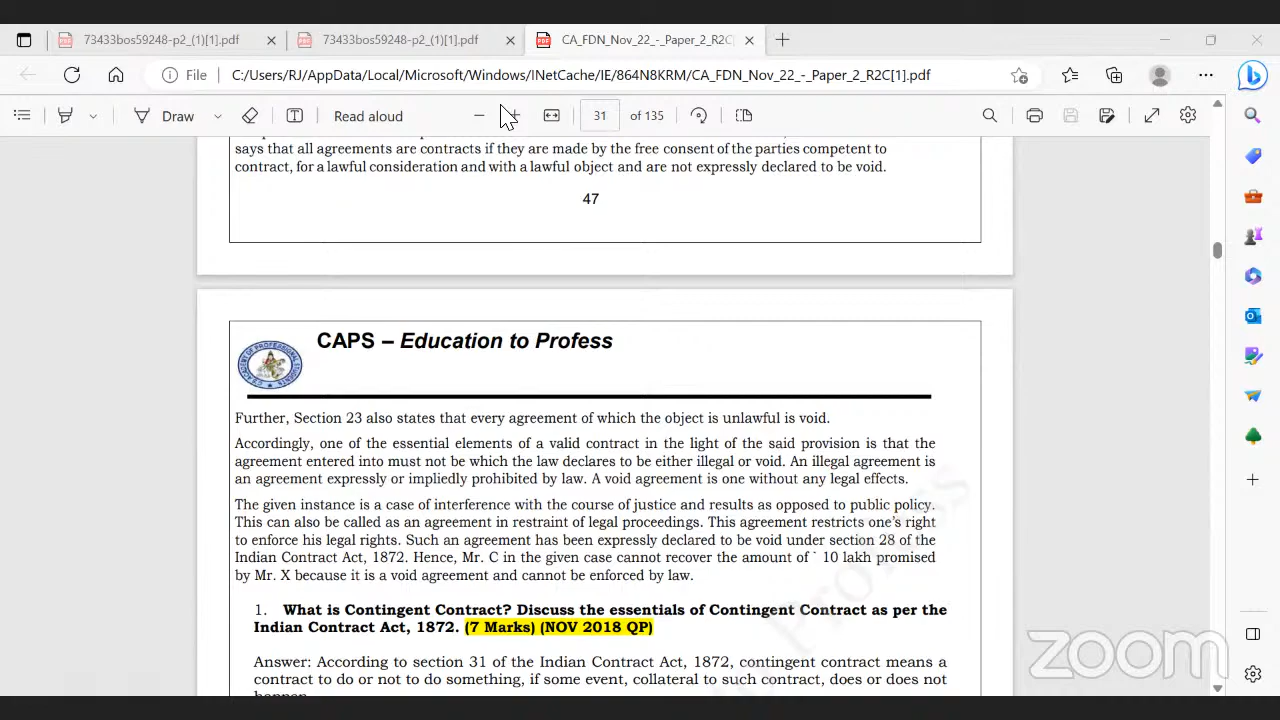 73433bos59248-p2_(1)[1].pdf
73433bos59248-p2_(1)[1].pdf
CA_FDN_Nov_22_-_Paper_2_R2C[
File
C:/Users/RJ/AppData/Local/Microsoft/Windows/INetCache/IE/864N8KRM/CA_FDN_Nov_22_-_Paper_2_R2C[1].pdf
Draw
Read aloud
31 of 135
says that all agreements are contracts if they are made by the free consent of the parties competent to
contract, for a lawful consideration and with a lawful object and are not expressly declared to be void.
47
CAPS – Education to Profess
Further, Section 23 also states that every agreement of which the object is unlawful is void.
Accordingly, one of the essential elements of a valid contract in the light of the said provision is that the
agreement entered into must not be which the law declares to be either illegal or void. An illegal agreement is
an agreement expressly or impliedly prohibited by law. A void agreement is one without any legal effects.
The given instance is a case of interference with the course of justice and results as opposed to public policy.
This can also be called as an agreement in restraint of legal proceedings. This agreement restricts one's right
to enforce his legal rights. Such an agreement has been expressly declared to be void under section 28 of the
Indian Contract Act, 1872. Hence, Mr. C in the given case cannot recover the amount of ` 10 lakh promised
by Mr. X because it is a void agreement and cannot be enforced by law.
1. What is Contingent Contract? Discuss the essentials of Contingent Contract as per the
Indian Contract Act, 1872. (7 Marks) (NOV 2018 QP)
Answer: According to section 31 of the Indian Contract Act, 1872, contingent contract means a
contract to do or not to do something, if some event, collateral to such contract, does or does not
zoom